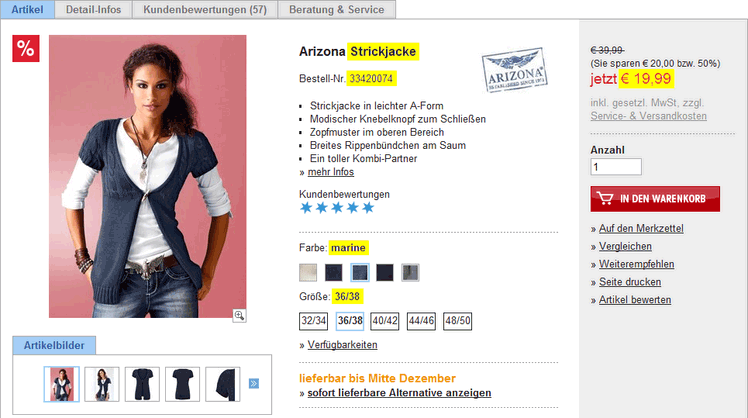 Artikel
Detail-Infos
Kundenbewertungen (57)
Beratung & Service
%
Arizona Strickjacke
Bestell-Nr. 33420074
ARIZONA
Strickjacke in leichter A-Form
Modischer Knebelknopf zum Schließen
Zopfmuster im oberen Bereich
Breites Rippenbündchen am Saum
Ein toller Kombi-Partner
» mehr Infos
Kundenbewertungen
Farbe: marine
Größe: 36/38
32/34 36/38 40/42 44/46 48/50
» Verfügbarkeiten
lieferbar bis Mitte Dezember
» sofort lieferbare Alternative anzeigen
€ 39,99
(Sie sparen € 20,00 bzw. 50%)
jetzt € 19,99
inkl. gesetzl. MwSt, zzgl.
Service- & Versandkosten
Anzahl
1
IN DEN WARENKORB
» Auf den Merkzettel
» Vergleichen
» Weiterempfehlen
» Seite drucken
» Artikel bewerten
Artikelbilder
»